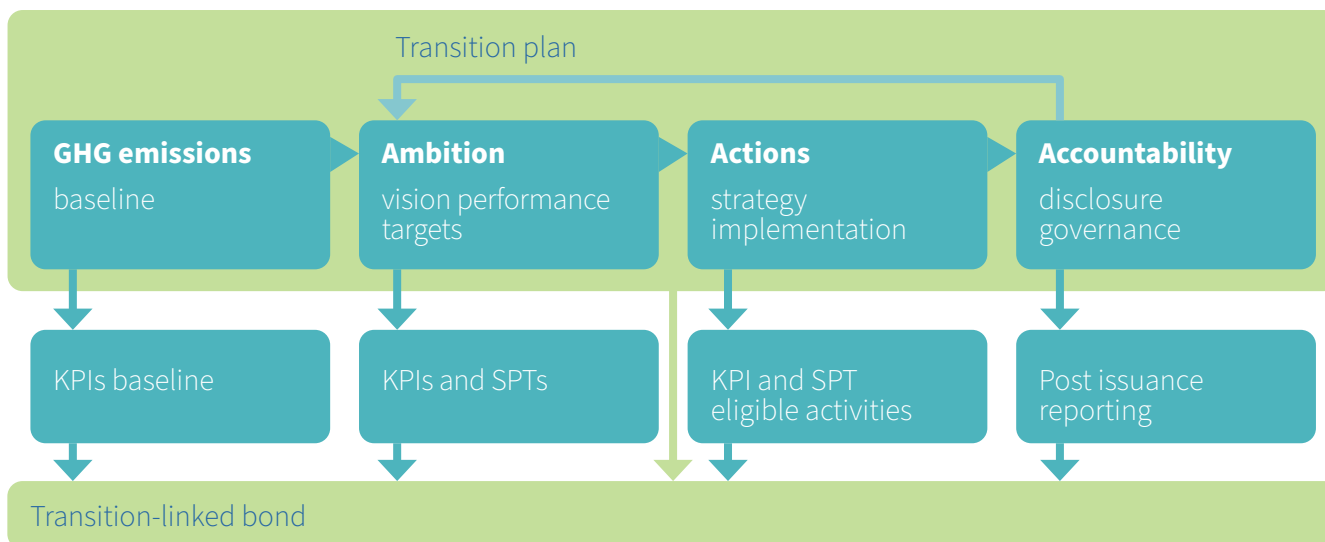 Transition plan
GHG emissions
baseline
Ambition
vision performance
targets
Actions
strategy
implementation
Accountability
disclosure
governance
KPIs baseline
KPIs and SPTs
KPI and SPT
eligible activities
Post issuance
reporting
Transition-linked bond